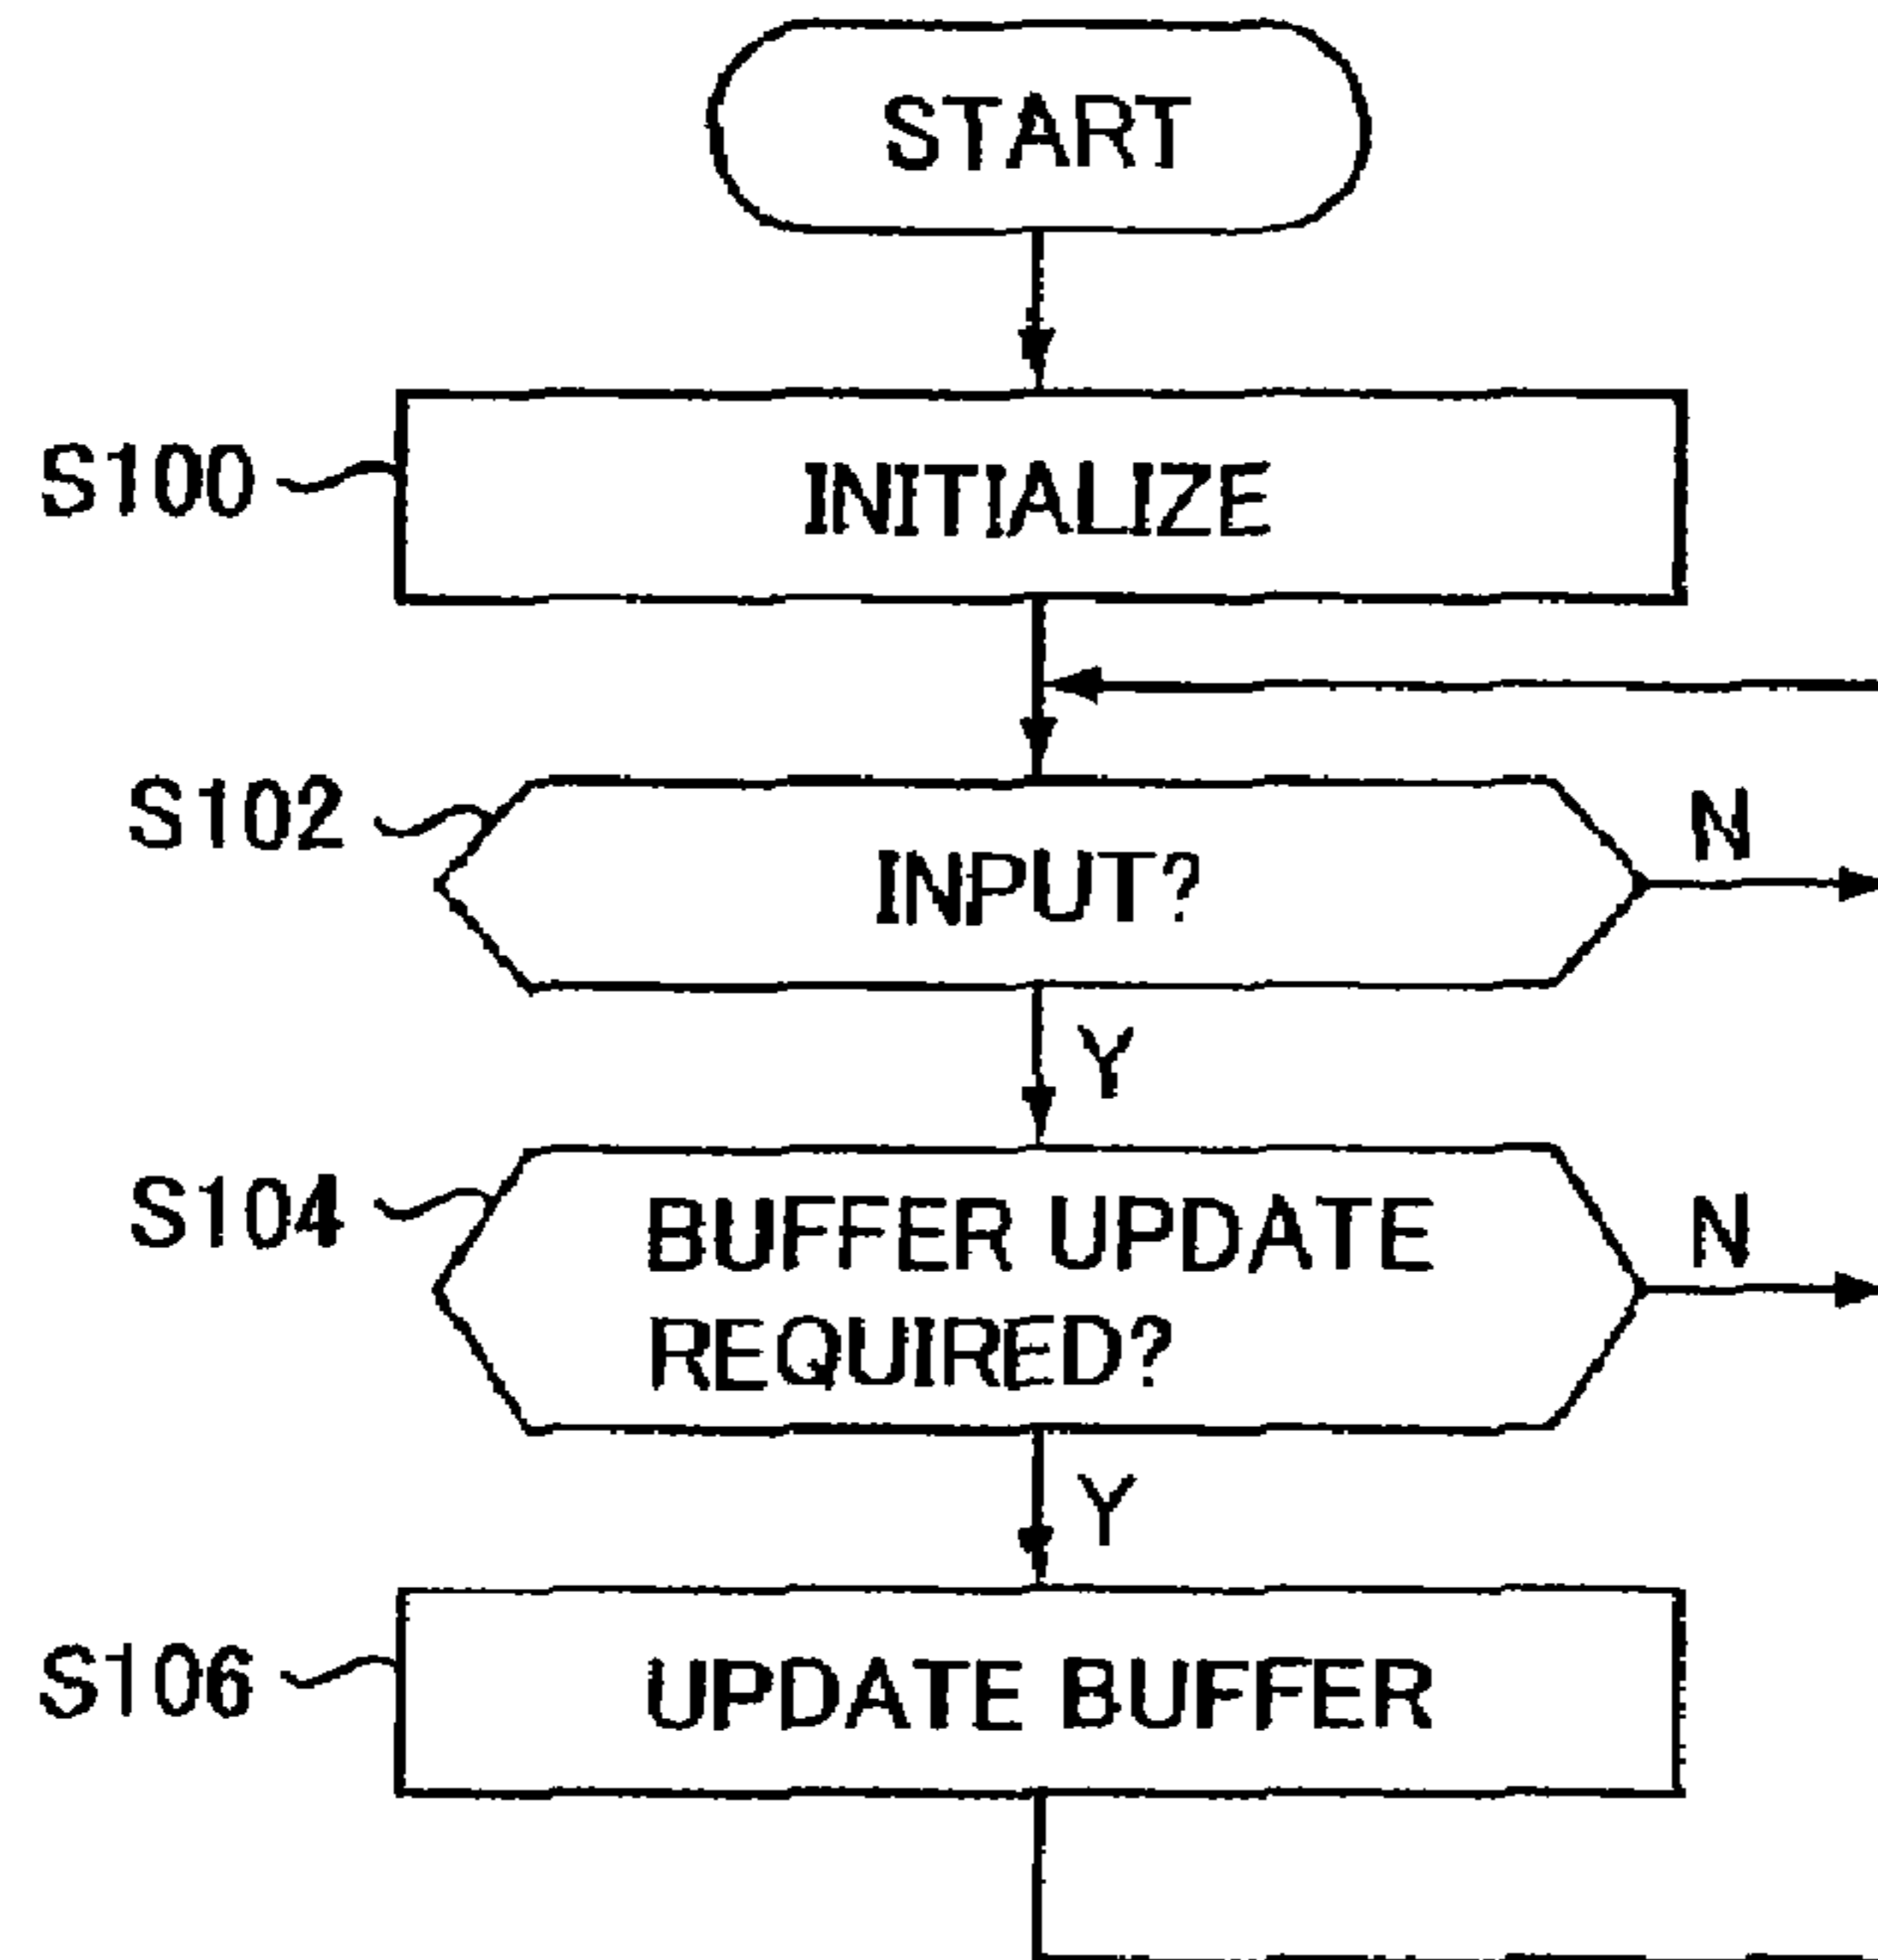 START
S100
INITIALIZE
S102
INPUT?
N
Y
S104
BUFFER UPDATE
REQUIRED?
N
Y
S106
UPDATE BUFFER